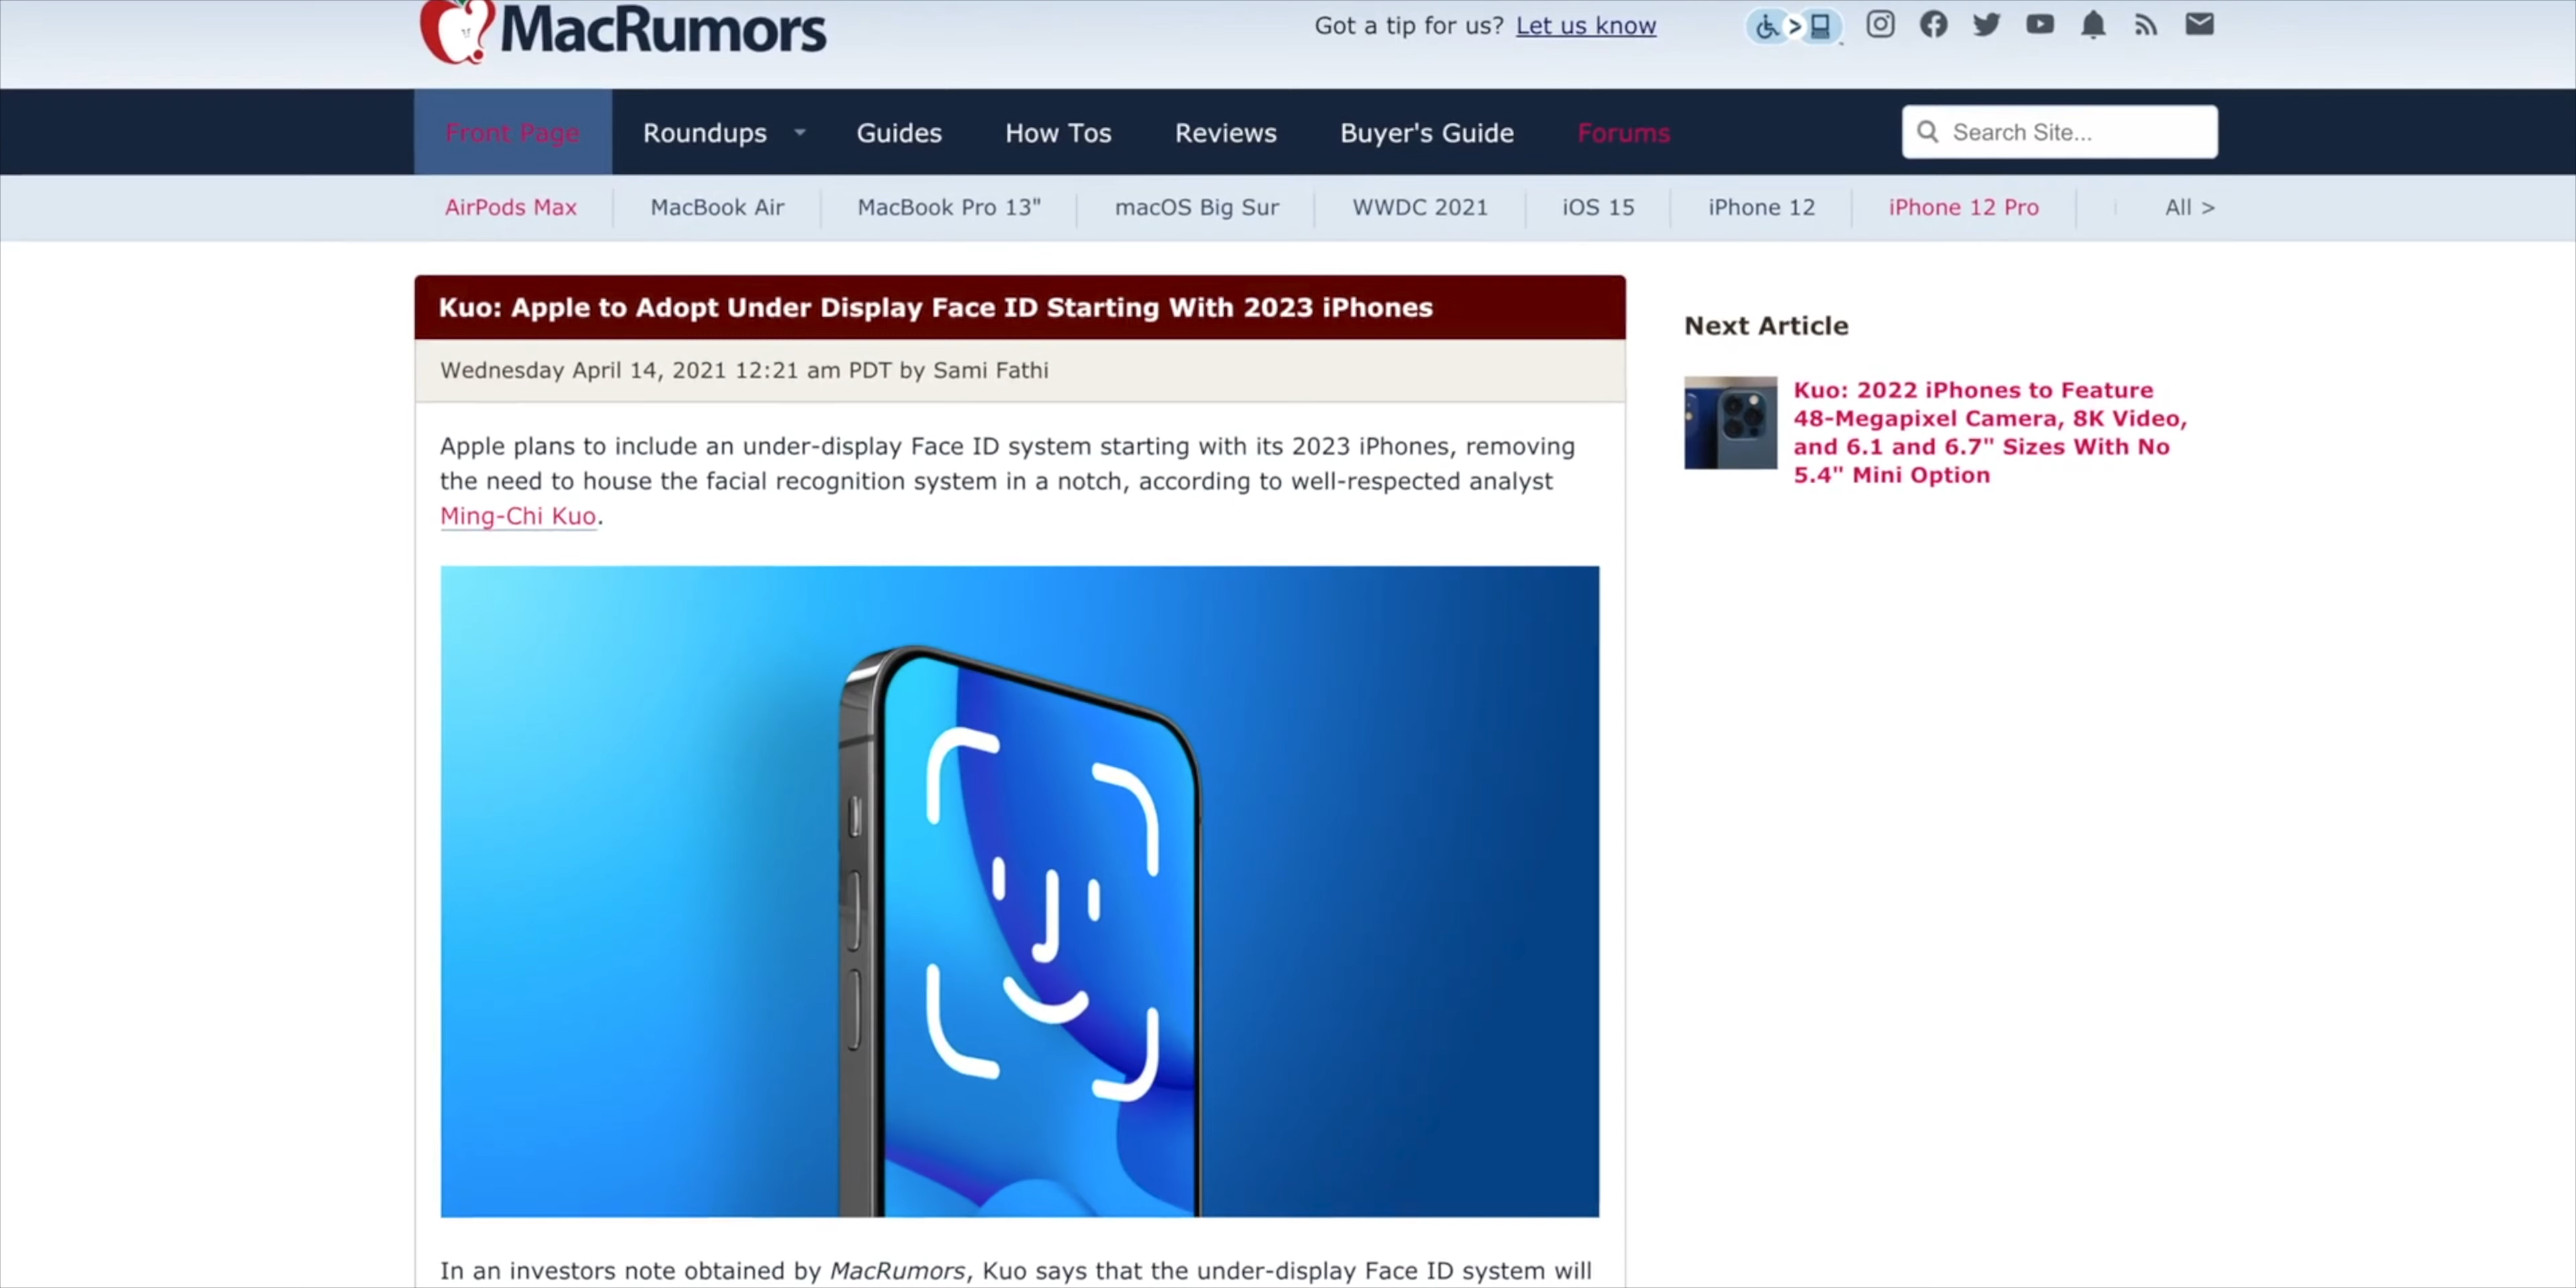 MacRumors
Got a tip for us? Let us know
Front Page
Roundups
Guides
How Tos
Reviews
Buyer's Guide
Forums
Search Site...
AirPods Max
MacBook Air
MacBook Pro 13"
macOS Big Sur
WWDC 2021
iOS 15
iPhone 12
iPhone 12 Pro
All >
Kuo: Apple to Adopt Under Display Face ID Starting With 2023 iPhones
Wednesday April 14, 2021 12:21 am PDT by Sami Fathi
Apple plans to include an under-display Face ID system starting with its 2023 iPhones, removing
the need to house the facial recognition system in a notch, according to well-respected analyst
Ming-Chi Kuo.
In an investors note obtained by MacRumors, Kuo says that the under-display Face ID system will
Next Article
Kuo: 2022 iPhones to Feature
48-Megapixel Camera, 8K Video,
and 6.1 and 6.7" Sizes With No
5.4" Mini Option